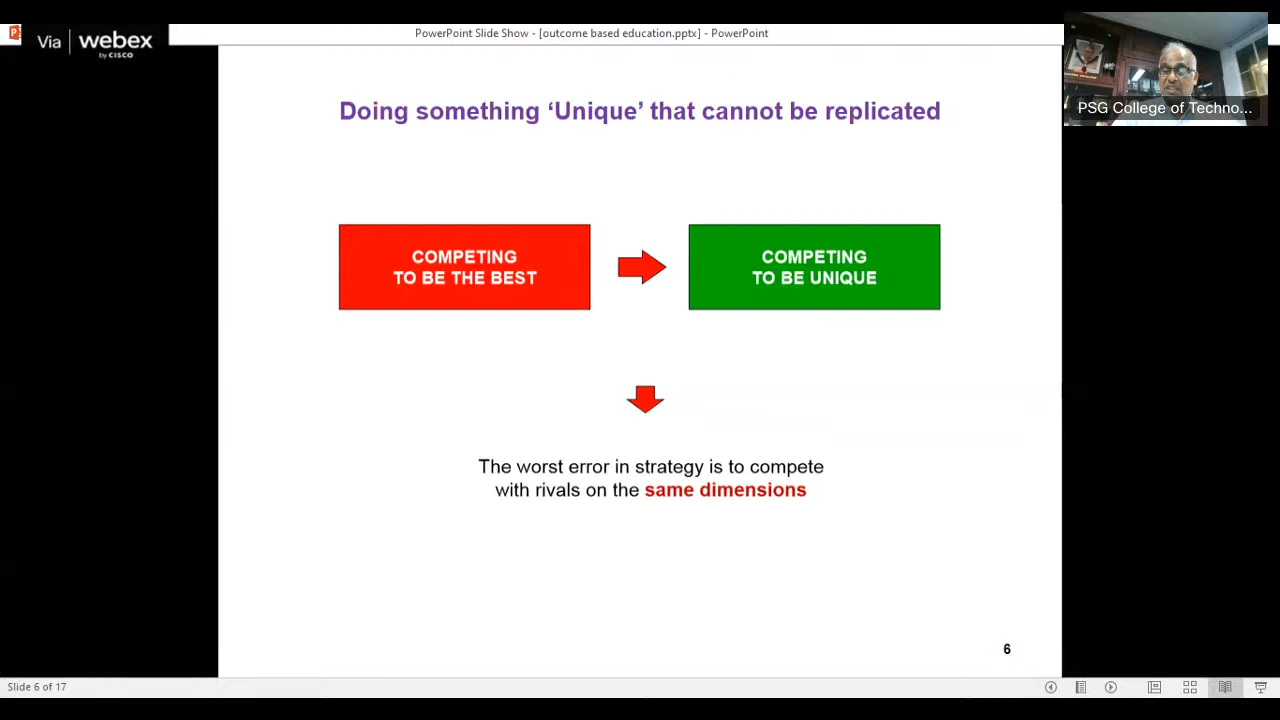 PowerPoint Slide Show - [outcome based education.pptx] - PowerPoint
Via webex
by CISCO
PSG College of Techno...
Doing something ‘Unique’ that cannot be replicated
COMPETING
TO BE THE BEST
COMPETING
TO BE UNIQUE
The worst error in strategy is to compete
with rivals on the same dimensions
6
Slide 6 of 17